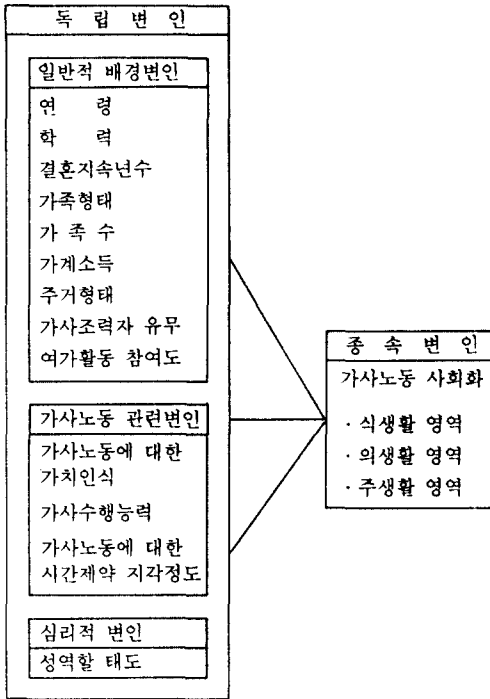 독 립 변 인
일반적 배경변인
연 령
학 력
결혼지속년수
가족형태
가 족 수
가계소득
주거형태
가사조력자 유무
여가활동 참여도
가사노동 관련변인
가사노동에 대한
가치인식
가사수행능력
가사노동에 대한
시간제약 지각정도
심리적 변인
성역할 태도
종 속 변 인
가사노동 사회화
· 식생활 영역
· 의생활 영역
· 주생활 영역